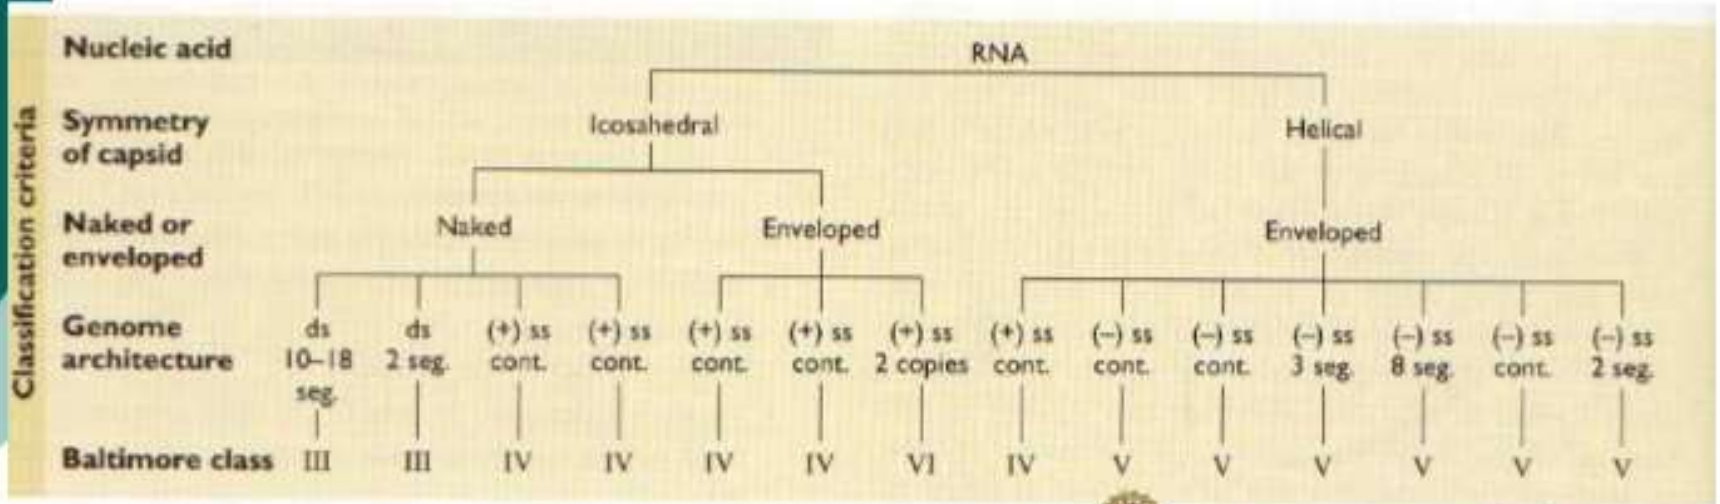 Classification criteria
Nucleic acid RNA
Symmetry of capsid Icosahedral Helical
Naked or enveloped Naked Enveloped Enveloped
Genome architecture
ds 10–18 seg.
ds 2 seg.
(+) ss cont.
(+) ss cont.
(+) ss cont.
(+) ss cont.
(+) ss 2 copies
(+) ss cont.
(–) ss cont.
(–) ss cont.
(–) ss 3 seg.
(–) ss 8 seg.
(–) ss cont.
(–) ss 2 seg.
Baltimore class III III IV IV IV IV VI IV V V V V V V